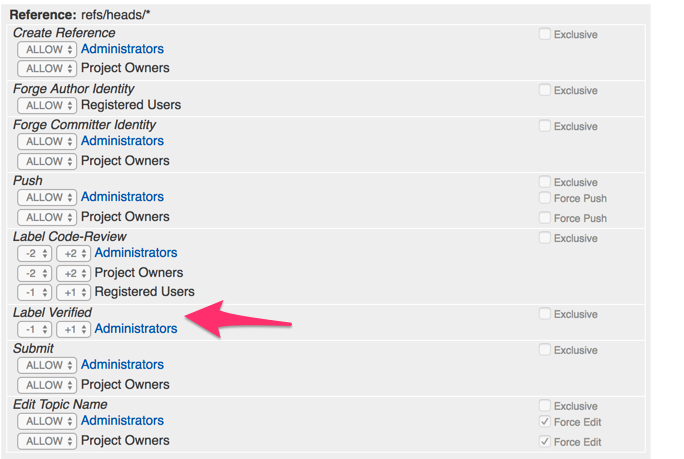 Reference: refs/heads/*
Create Reference Exclusive
ALLOW Administrators
ALLOW Project Owners
Forge Author Identity Exclusive
ALLOW Registered Users
Forge Committer Identity Exclusive
ALLOW Administrators
ALLOW Project Owners
Push Exclusive
ALLOW Administrators Force Push
ALLOW Project Owners Force Push
Label Code-Review Exclusive
-2 +2 Administrators
-2 +2 Project Owners
-1 +1 Registered Users
Label Verified Exclusive
-1 +1 Administrators
Submit Exclusive
ALLOW Administrators
ALLOW Project Owners
Edit Topic Name Exclusive
ALLOW Administrators Force Edit
ALLOW Project Owners Force Edit